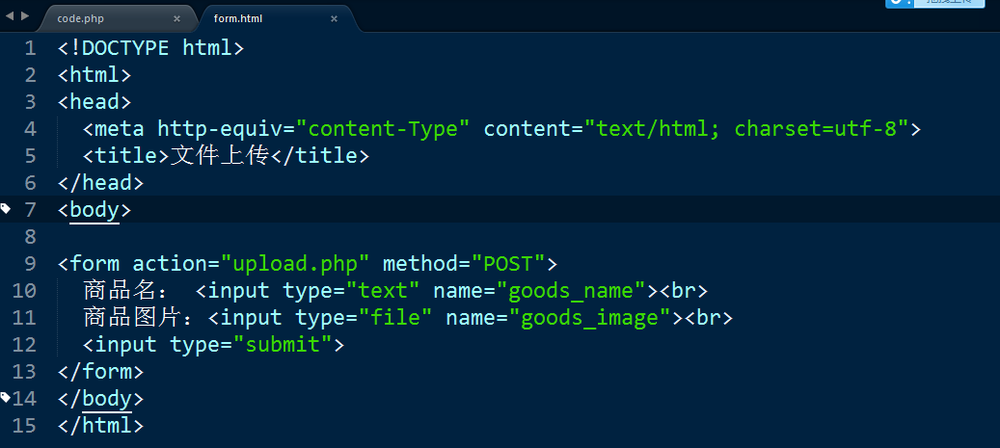 code.php × form.html ×
1 <!DOCTYPE html>
2 <html>
3 <head>
4 <meta http-equiv="content-Type" content="text/html; charset=utf-8">
5 <title>文件上传</title>
6 </head>
7 <body>
8
9 <form action="upload.php" method="POST">
10 商品名： <input type="text" name="goods_name"><br>
11 商品图片：<input type="file" name="goods_image"><br>
12 <input type="submit">
13 </form>
14 </body>
15 </html>